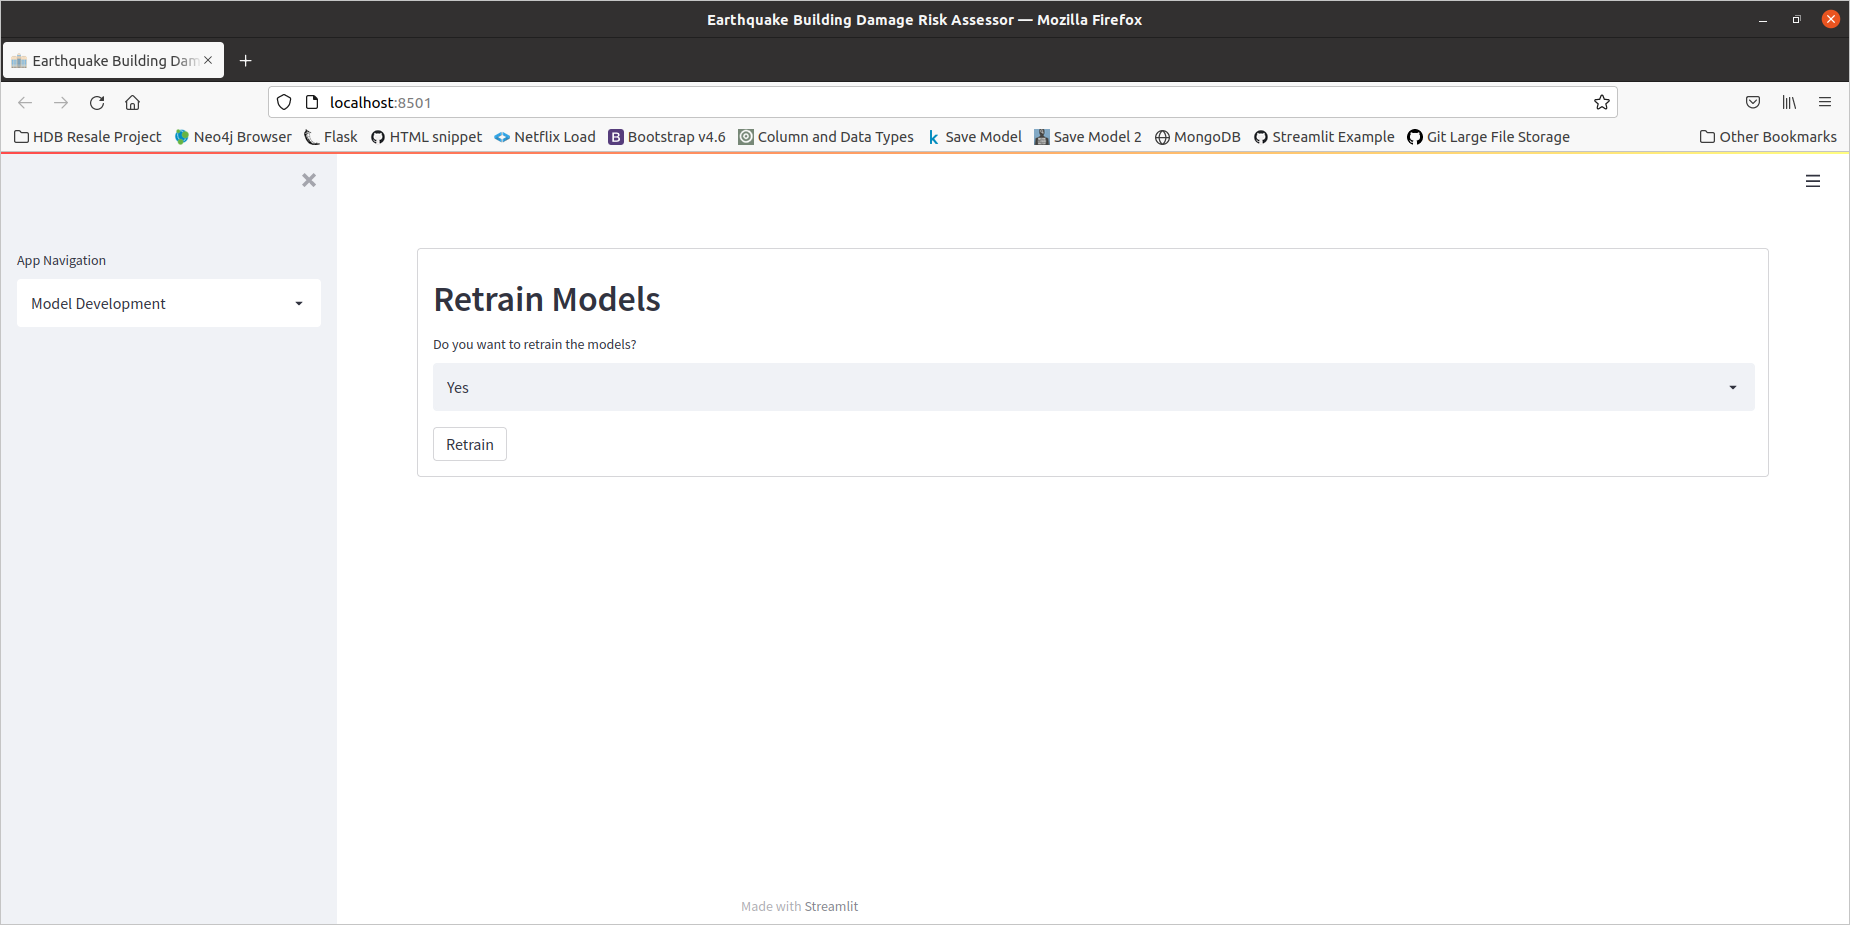 Earthquake Building Damage Risk Assessor — Mozilla Firefox
Earthquake Building Dam
localhost:8501
HDB Resale Project Neo4j Browser Flask HTML snippet Netflix Load Bootstrap v4.6 Column and Data Types Save Model Save Model 2 MongoDB Streamlit Example Git Large File Storage Other Bookmarks
App Navigation
Model Development
Retrain Models
Do you want to retrain the models?
Yes
Retrain
Made with Streamlit